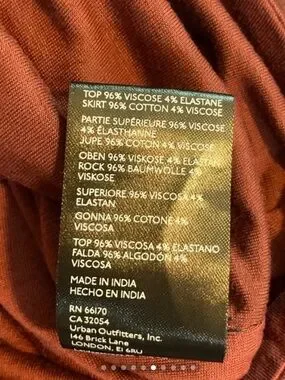 TOP 96% VISCOSE 4% ELASTANE
SKIRT 96% COTTON 4% VISCOSE
PARTIE SUPÉRIEURE 96% VISCOSE
4% ÉLASTHANNE
JUPE 96% COTON 4% VISCOSE
OBEN 96% VISKOSE 4% ELASTAN
ROCK 96% BAUMWOLLE 4%
VISKOSE
SUPERIORE 96% VISCOSA 4%
ELASTAN
GONNA 96% COTONE 4%
VISCOSA
TOP 96% VISCOSA 4% ELASTANO
FALDA 96% ALGODÓN 4%
VISCOSA
MADE IN INDIA
HECHO EN INDIA
RN 66170
CA 32054
Urban Outfitters, Inc.
146 Brick Lane
LONDON, E1 6RU